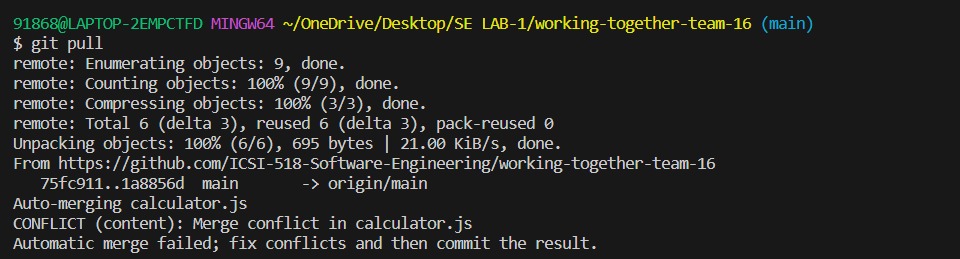 91868@LAPTOP-2EMPCTFD MINGW64 ~/OneDrive/Desktop/SE LAB-1/working-together-team-16 (main)
$ git pull
remote: Enumerating objects: 9, done.
remote: Counting objects: 100% (9/9), done.
remote: Compressing objects: 100% (3/3), done.
remote: Total 6 (delta 3), reused 6 (delta 3), pack-reused 0
Unpacking objects: 100% (6/6), 695 bytes | 21.00 KiB/s, done.
From https://github.com/ICSI-518-Software-Engineering/working-together-team-16
   75fc911..1a8856d  main       -> origin/main
Auto-merging calculator.js
CONFLICT (content): Merge conflict in calculator.js
Automatic merge failed; fix conflicts and then commit the result.